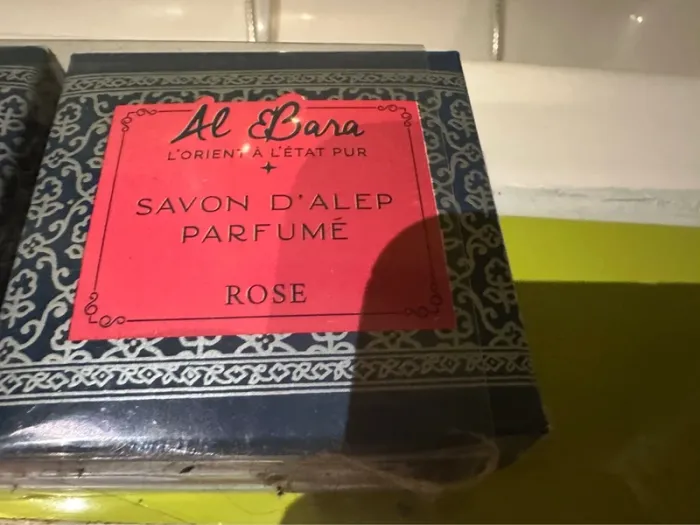 Al Bara
L'ORIENT À L'ÉTAT PUR
SAVON D'ALEP
PARFUMÉ
ROSE